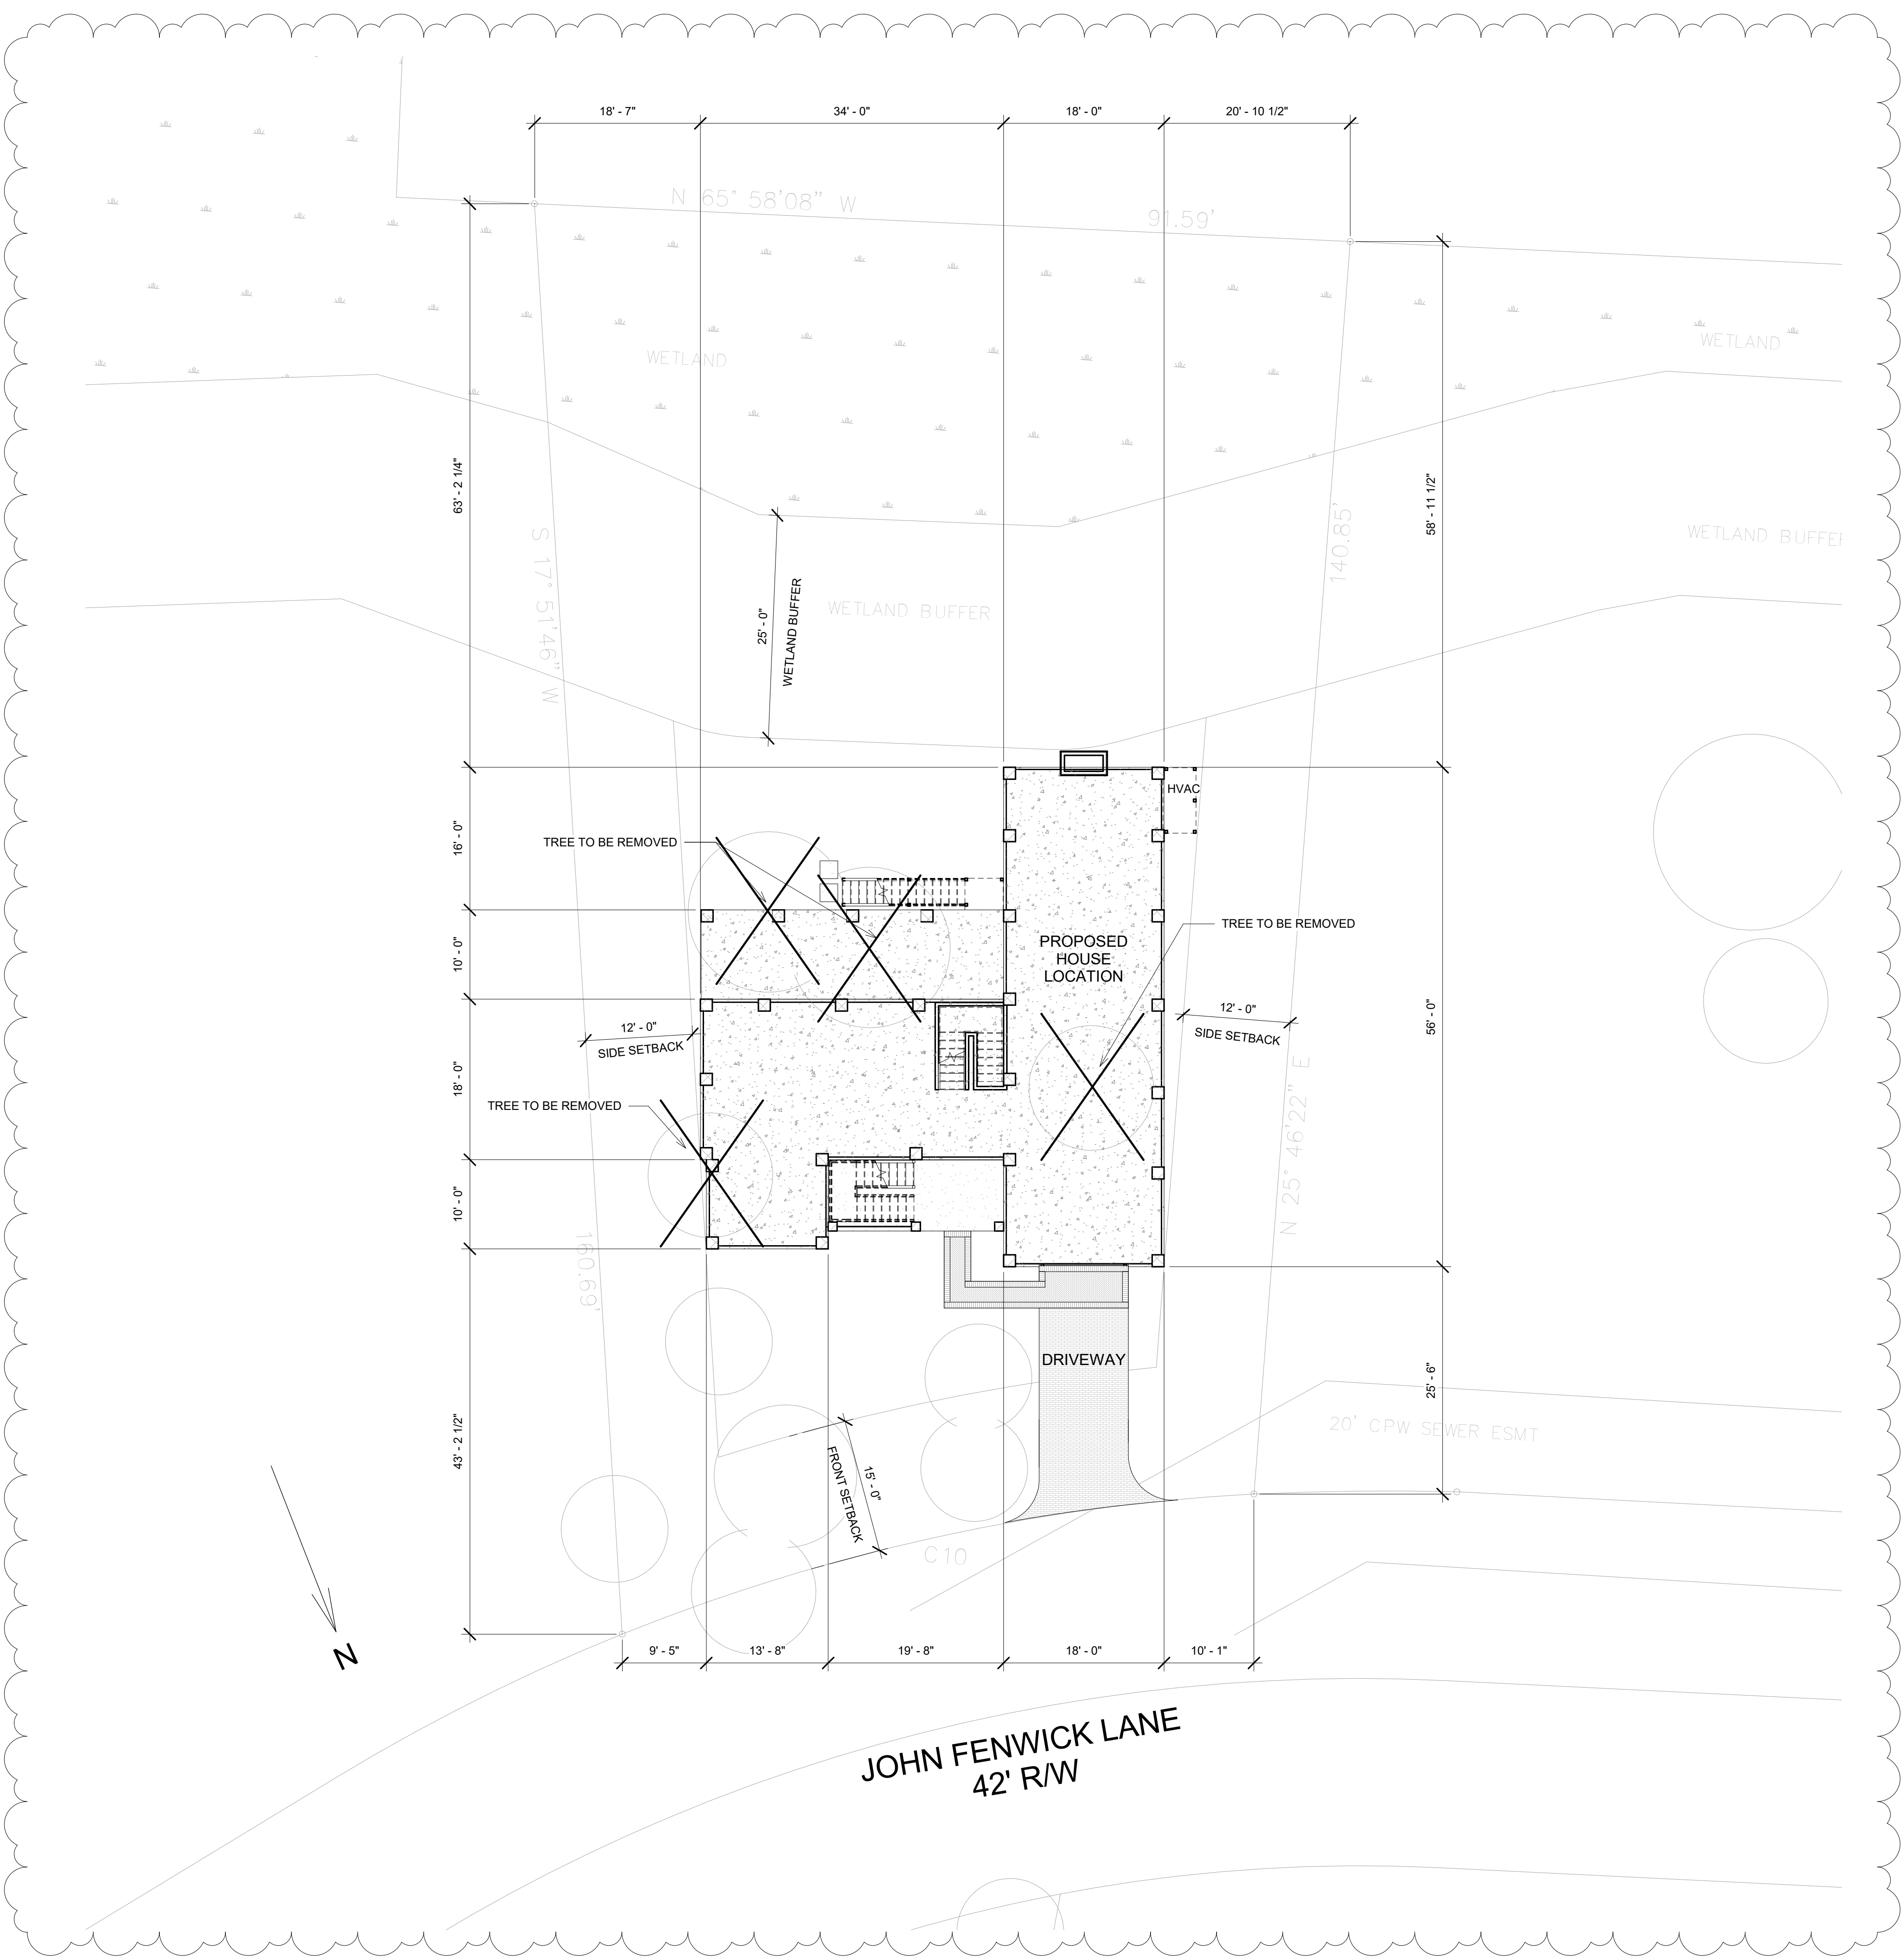 18' - 7"
34' - 0"
18' - 0"
20' - 10 1/2"
N 65° 58'08" W
91.59'
WETLAND
WETLAND
63' - 2 1/4"
58' - 11 1/2"
S 17° 51'46" W
140.85'
WETLAND BUFFER
25' - 0"
WETLAND BUFFER
WETLAND BUFFER
HVAC
16' - 0"
TREE TO BE REMOVED
TREE TO BE REMOVED
PROPOSED
HOUSE
LOCATION
10' - 0"
12' - 0"
SIDE SETBACK
12' - 0"
SIDE SETBACK
56' - 0"
18' - 0"
TREE TO BE REMOVED
N 25° 46'22" E
10' - 0"
160.69'
DRIVEWAY
25' - 6"
20' CPW SEWER ESMT
43' - 2 1/2"
15' - 0"
FRONT SETBACK
C10
N
9' - 5"
13' - 8"
19' - 8"
18' - 0"
10' - 1"
JOHN FENWICK LANE
42' R/W